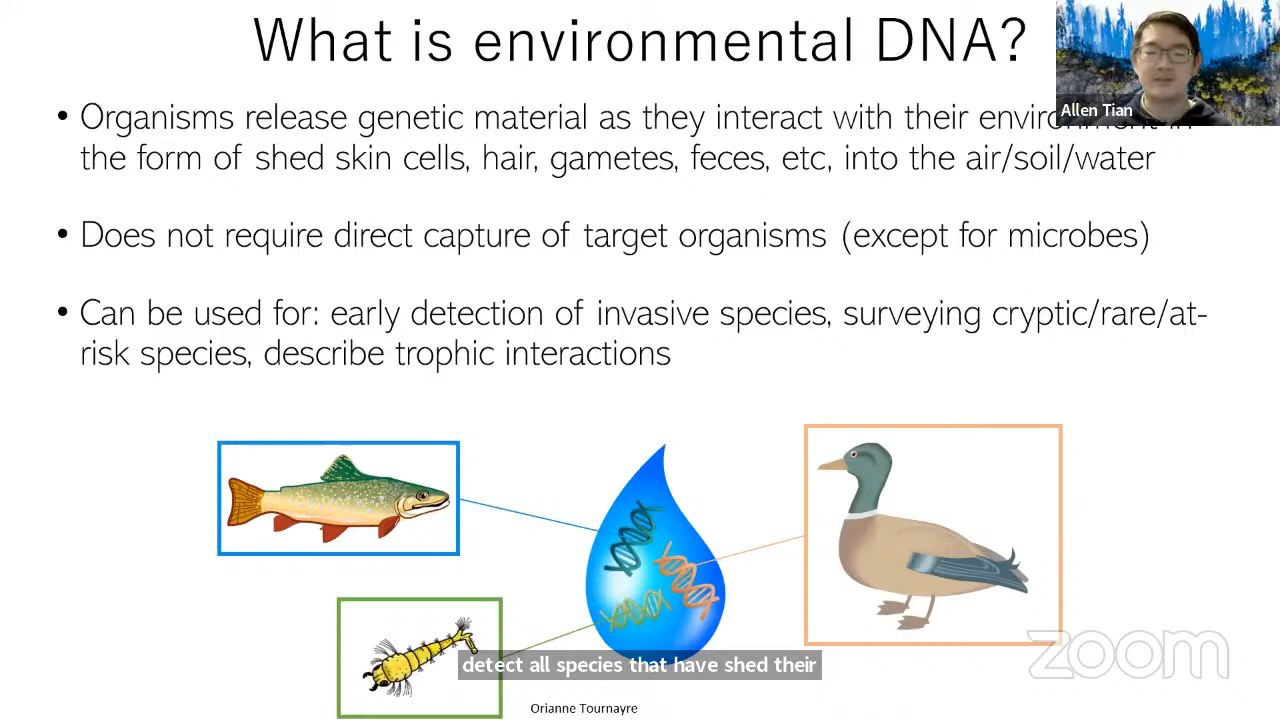 What is environmental DNA?
Allen Tian
• Organisms release genetic material as they interact with their environment in
the form of shed skin cells, hair, gametes, feces, etc, into the air/soil/water
• Does not require direct capture of target organisms (except for microbes)
• Can be used for: early detection of invasive species, surveying cryptic/rare/at-
risk species, describe trophic interactions
zoom
detect all species that have shed their
Orianne Tournayre